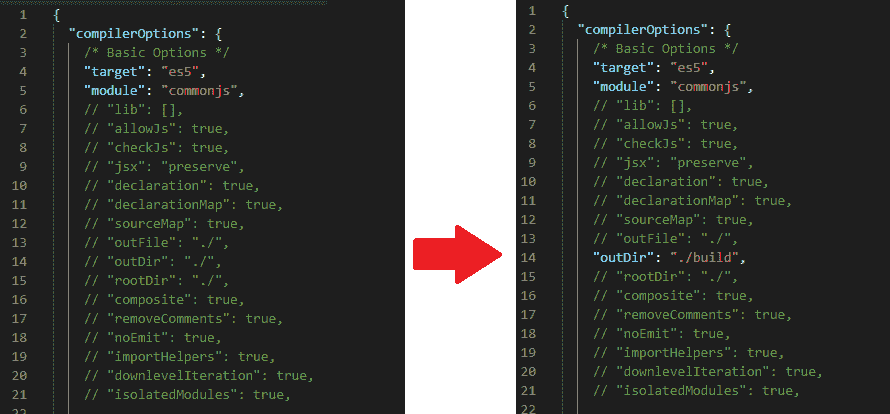 1 {
2 "compilerOptions": {
3 /* Basic Options */
4 "target": "es5",
5 "module": "commonjs",
6 // "lib": [],
7 // "allowJs": true,
8 // "checkJs": true,
9 // "jsx": "preserve",
10 // "declaration": true,
11 // "declarationMap": true,
12 // "sourceMap": true,
13 // "outFile": "./",
14 // "outDir": "./",
15 // "rootDir": "./",
16 // "composite": true,
17 // "removeComments": true,
18 // "noEmit": true,
19 // "importHelpers": true,
20 // "downlevelIteration": true,
21 // "isolatedModules": true,
22
1 {
2 "compilerOptions": {
3 /* Basic Options */
4 "target": "es5",
5 "module": "commonjs",
6 // "lib": [],
7 // "allowJs": true,
8 // "checkJs": true,
9 // "jsx": "preserve",
10 // "declaration": true,
11 // "declarationMap": true,
12 // "sourceMap": true,
13 // "outFile": "./",
14 "outDir": "./build",
15 // "rootDir": "./",
16 // "composite": true,
17 // "removeComments": true,
18 // "noEmit": true,
19 // "importHelpers": true,
20 // "downlevelIteration": true,
21 // "isolatedModules": true,
22